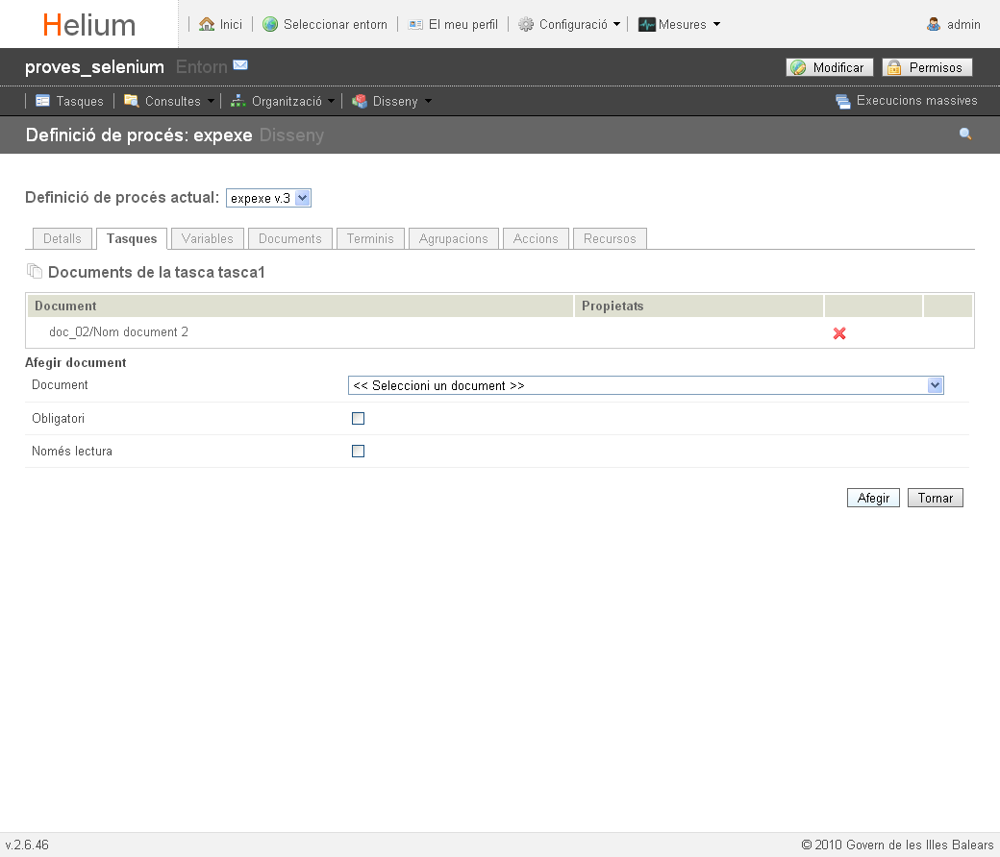 Helium
Inici Seleccionar entorn El meu perfil Configuració Mesures admin
proves_selenium Entorn Modificar Permisos
Tasques Consultes Organització Disseny Execucions massives
Definició de procés: expexe Disseny
Definició de procés actual: expexe v.3
Detalls Tasques Variables Documents Terminis Agrupacions Accions Recursos
Documents de la tasca tasca1
Document Propietats
doc_02/Nom document 2
Afegir document
Document << Seleccioni un document >>
Obligatori
Només lectura
Afegir Tornar
v.2.6.46 © 2010 Govern de les Illes Balears